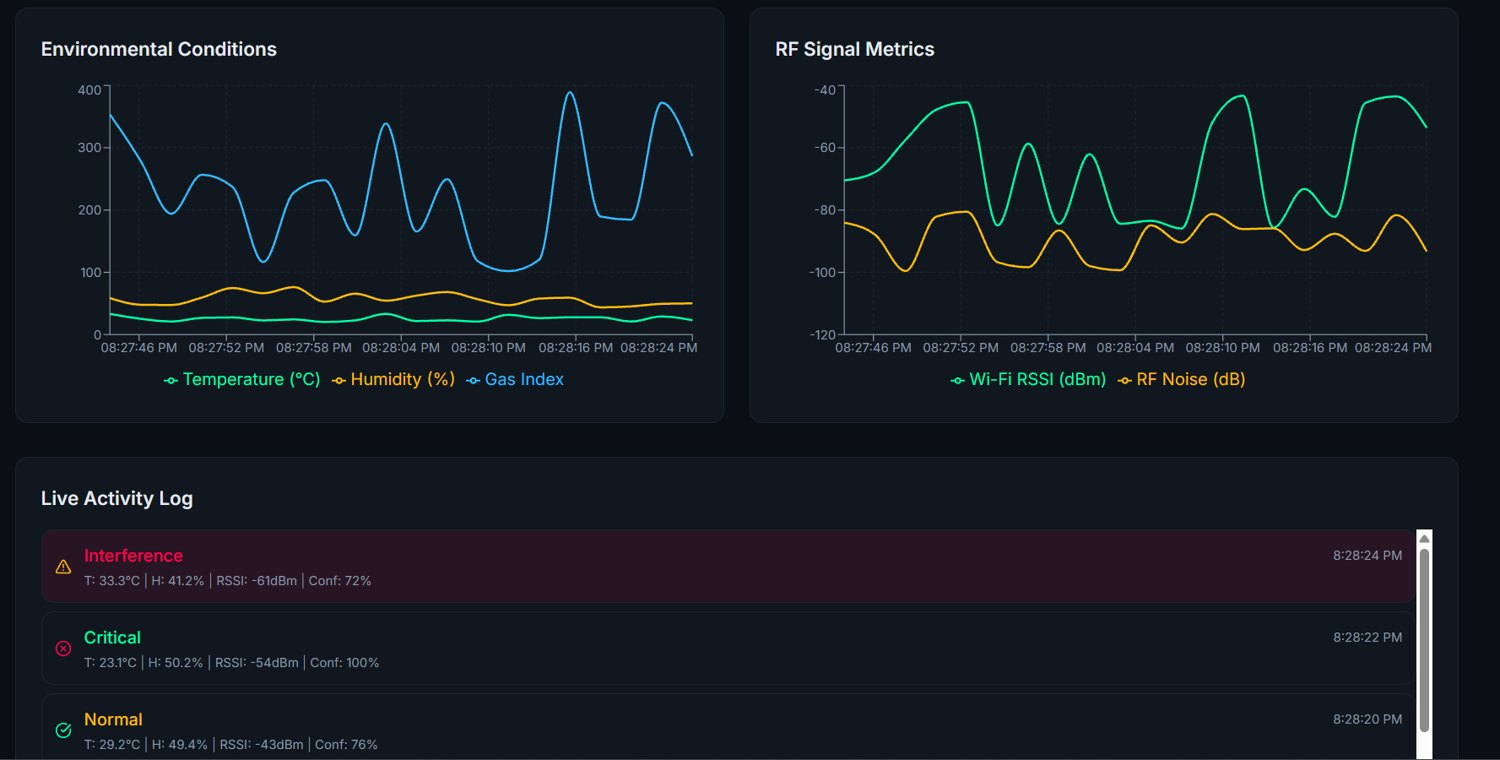 Environmental Conditions
400
300
200
100
0
08:27:46 PM 08:27:52 PM 08:27:58 PM 08:28:04 PM 08:28:10 PM 08:28:16 PM 08:28:24 PM
Temperature (°C) Humidity (%) Gas Index
RF Signal Metrics
-40
-60
-80
-100
-120
08:27:46 PM 08:27:52 PM 08:27:58 PM 08:28:04 PM 08:28:10 PM 08:28:16 PM 08:28:24 PM
Wi-Fi RSSI (dBm) RF Noise (dB)
Live Activity Log
Interference 8:28:24 PM
T: 33.3°C | H: 41.2% | RSSI: -61dBm | Conf: 72%
Critical 8:28:22 PM
T: 23.1°C | H: 50.2% | RSSI: -54dBm | Conf: 100%
Normal 8:28:20 PM
T: 29.2°C | H: 49.4% | RSSI: -43dBm | Conf: 76%